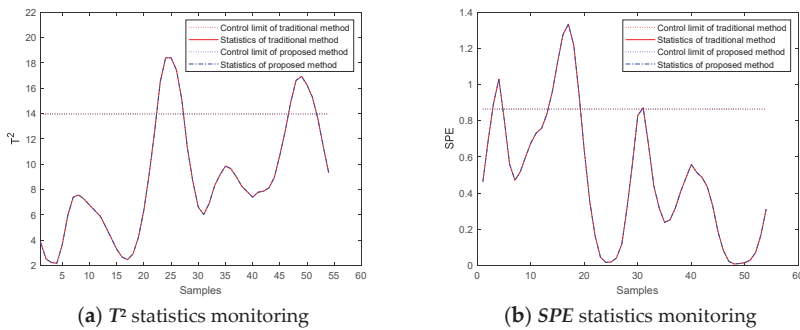 22
20
18
16
14
12
10
8
6
4
2
T²
5 10 15 20 25 30 35 40 45 50 55 60
Samples
Control limit of traditional method
Statistics of traditional method
Control limit of proposed method
Statistics of proposed method
(a) T² statistics monitoring
1.4
1.2
1
0.8
0.6
0.4
0.2
0
SPE
0 10 20 30 40 50 60
Samples
Control limit of traditional method
Statistics of traditional method
Control limit of proposed method
Statistics of proposed method
(b) SPE statistics monitoring